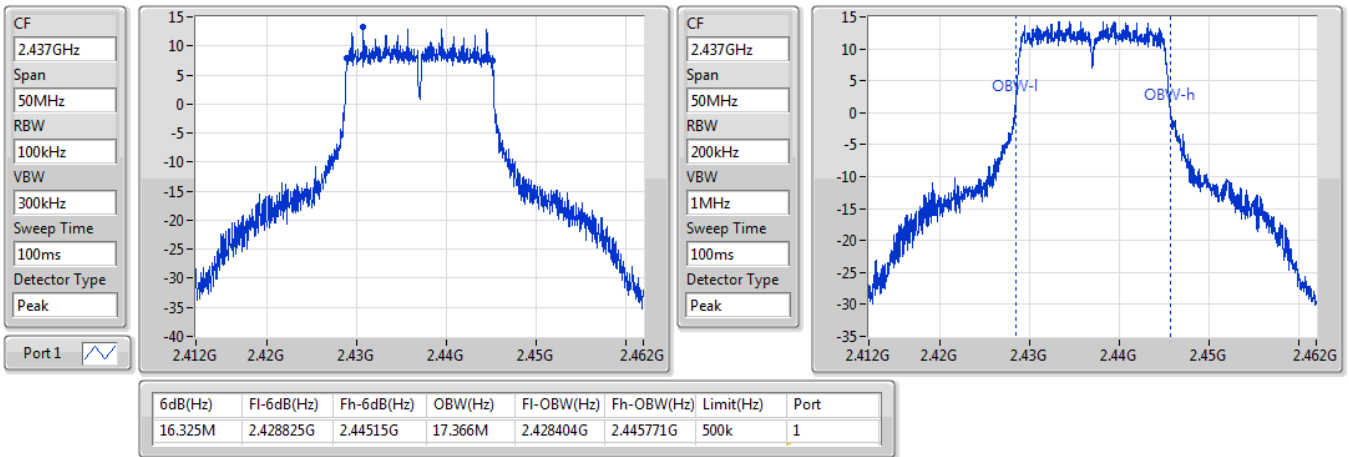 CF
2.437GHz
Span
50MHz
RBW
100kHz
VBW
300kHz
Sweep Time
100ms
Detector Type
Peak
Port 1
15
10
5
0
-5
-10
-15
-20
-25
-30
-35
-40
2.412G 2.42G 2.43G 2.44G 2.45G 2.462G
CF
2.437GHz
Span
50MHz
RBW
200kHz
VBW
1MHz
Sweep Time
100ms
Detector Type
Peak
15
10
5
0
-5
-10
-15
-20
-25
-30
-35
OBW-l OBW-h
2.412G 2.42G 2.43G 2.44G 2.45G 2.462G
6dB(Hz) Fl-6dB(Hz) Fh-6dB(Hz) OBW(Hz) Fl-OBW(Hz) Fh-OBW(Hz) Limit(Hz) Port
16.325M 2.428825G 2.44515G 17.366M 2.428404G 2.445771G 500k 1